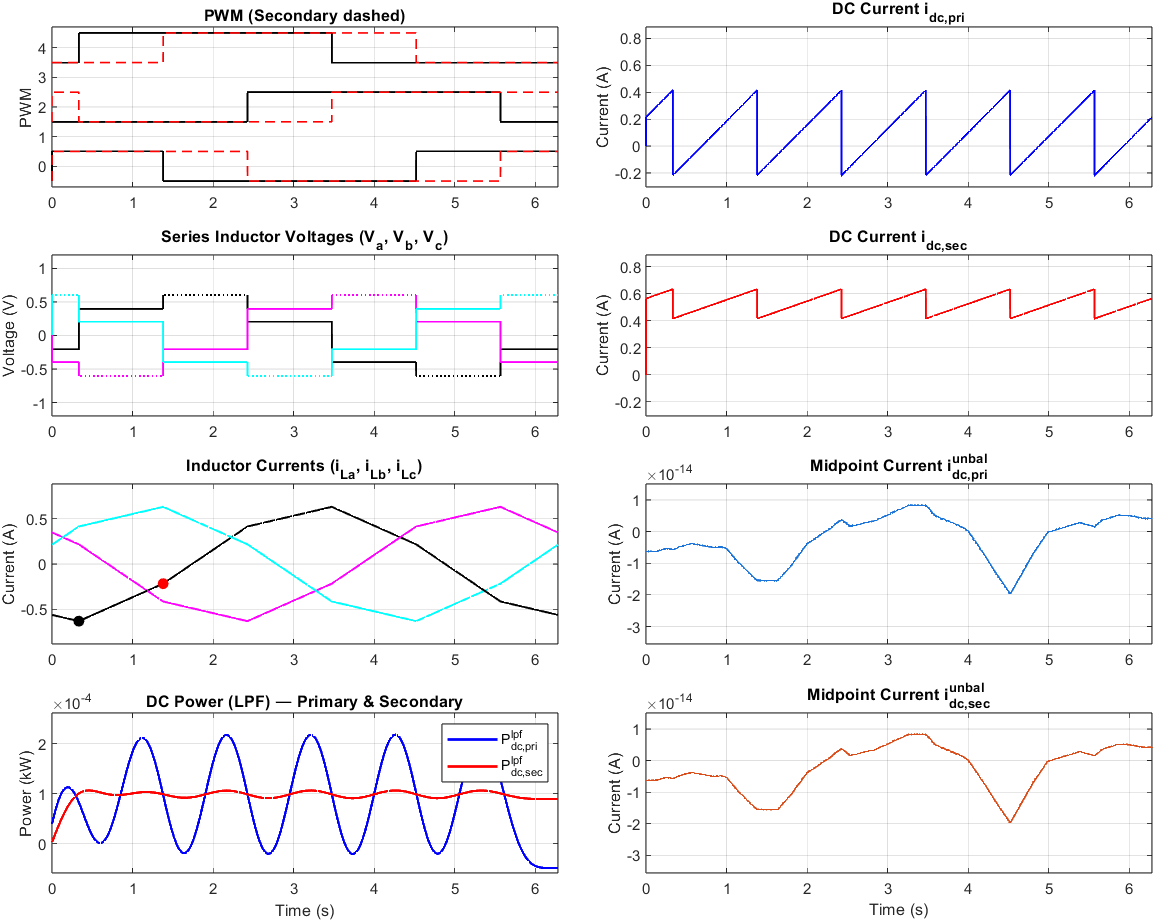 PWM (Secondary dashed)
PWM
4
3
2
1
0
0 1 2 3 4 5 6
DC Current i_dc,pri
Current (A)
0.8
0.6
0.4
0.2
0
-0.2
0 1 2 3 4 5 6
Series Inductor Voltages (V_a, V_b, V_c)
Voltage (V)
1
0.5
0
-0.5
-1
0 1 2 3 4 5 6
DC Current i_dc,sec
Current (A)
0.8
0.6
0.4
0.2
0
-0.2
0 1 2 3 4 5 6
Inductor Currents (i_La, i_Lb, i_Lc)
Current (A)
0.5
0
-0.5
0 1 2 3 4 5 6
Midpoint Current i_dc,pri^unbal
×10^-14
Current (A)
1
0
-1
-2
-3
0 1 2 3 4 5 6
DC Power (LPF) — Primary & Secondary
×10^-4
Power (kW)
2
1
0
P_dc,pri^lpf
P_dc,sec^lpf
0 1 2 3 4 5 6
Time (s)
Midpoint Current i_dc,sec^unbal
×10^-14
Current (A)
1
0
-1
-2
-3
0 1 2 3 4 5 6
Time (s)